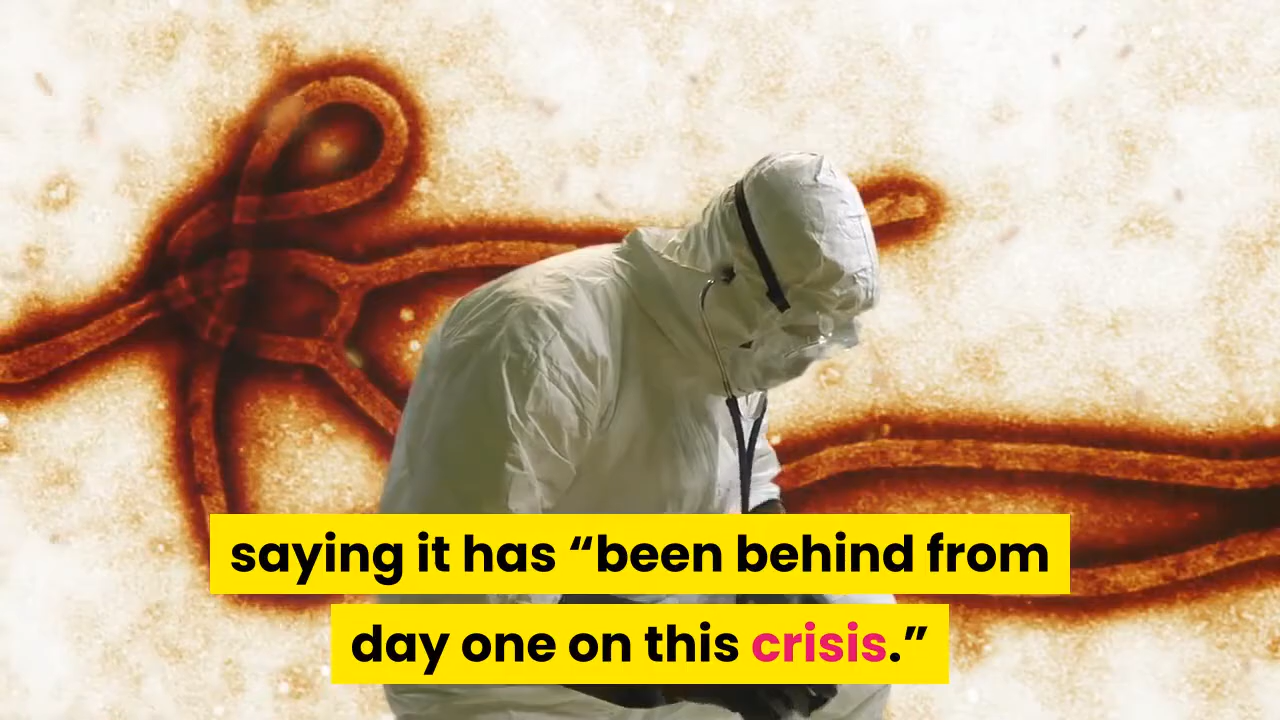 saying it has “been behind from
day one on this crisis.”